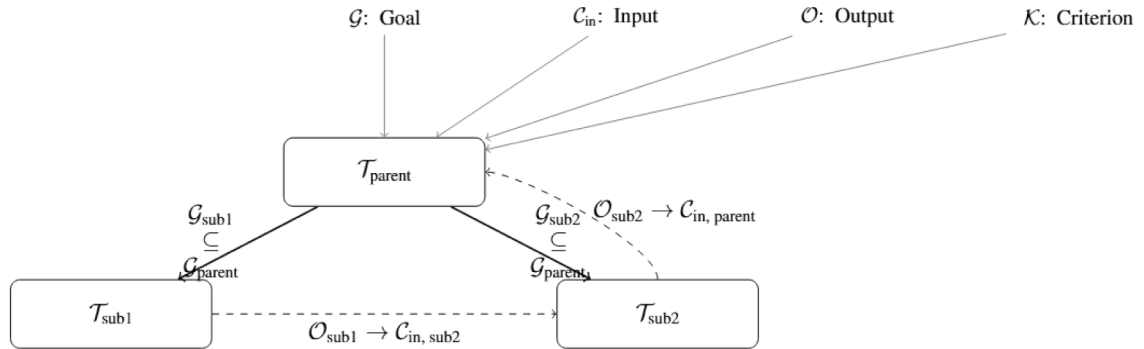 𝒢: Goal
𝒞in: Input
𝒪: Output
𝒦: Criterion
𝒯parent
𝒢sub1
⊆
𝒢parent
𝒢sub2
⊆
𝒢parent
𝒪sub2 → 𝒞in, parent
𝒯sub1
𝒪sub1 → 𝒞in, sub2
𝒯sub2